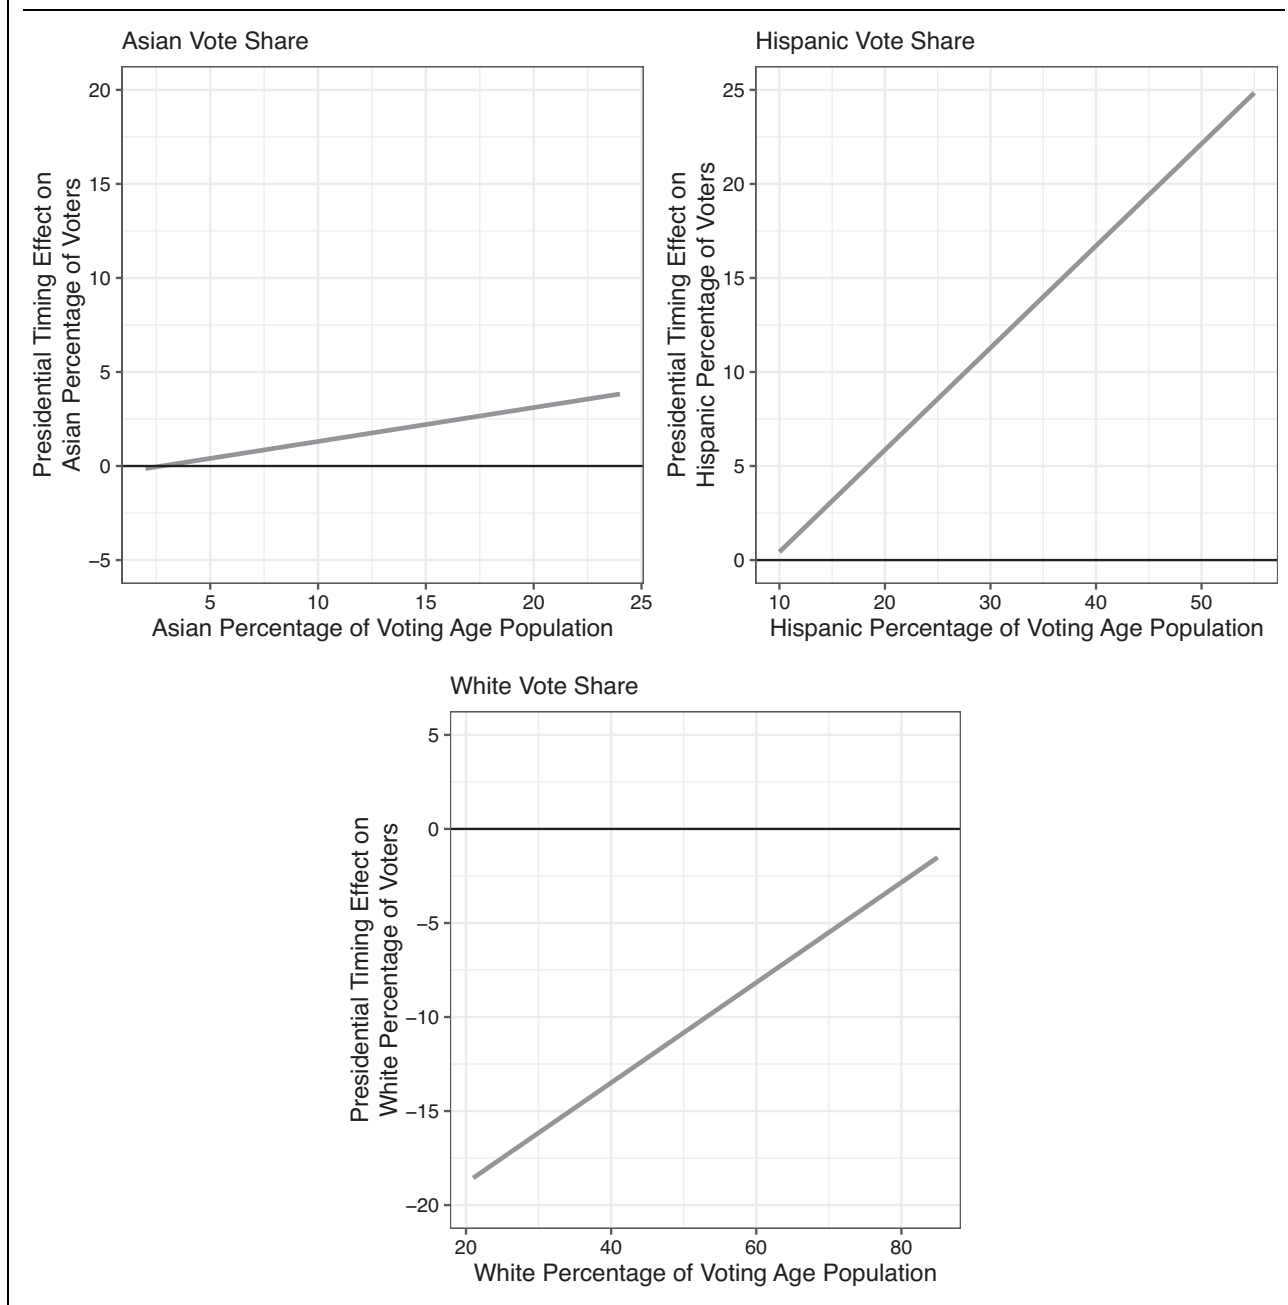 Asian Vote Share
20
15
10
5
0
−5
Presidential Timing Effect on
Asian Percentage of Voters
5 10 15 20 25
Asian Percentage of Voting Age Population
Hispanic Vote Share
25
20
15
10
5
0
Presidential Timing Effect on
Hispanic Percentage of Voters
10 20 30 40 50
Hispanic Percentage of Voting Age Population
White Vote Share
5
0
−5
−10
−15
−20
Presidential Timing Effect on
White Percentage of Voters
20 40 60 80
White Percentage of Voting Age Population